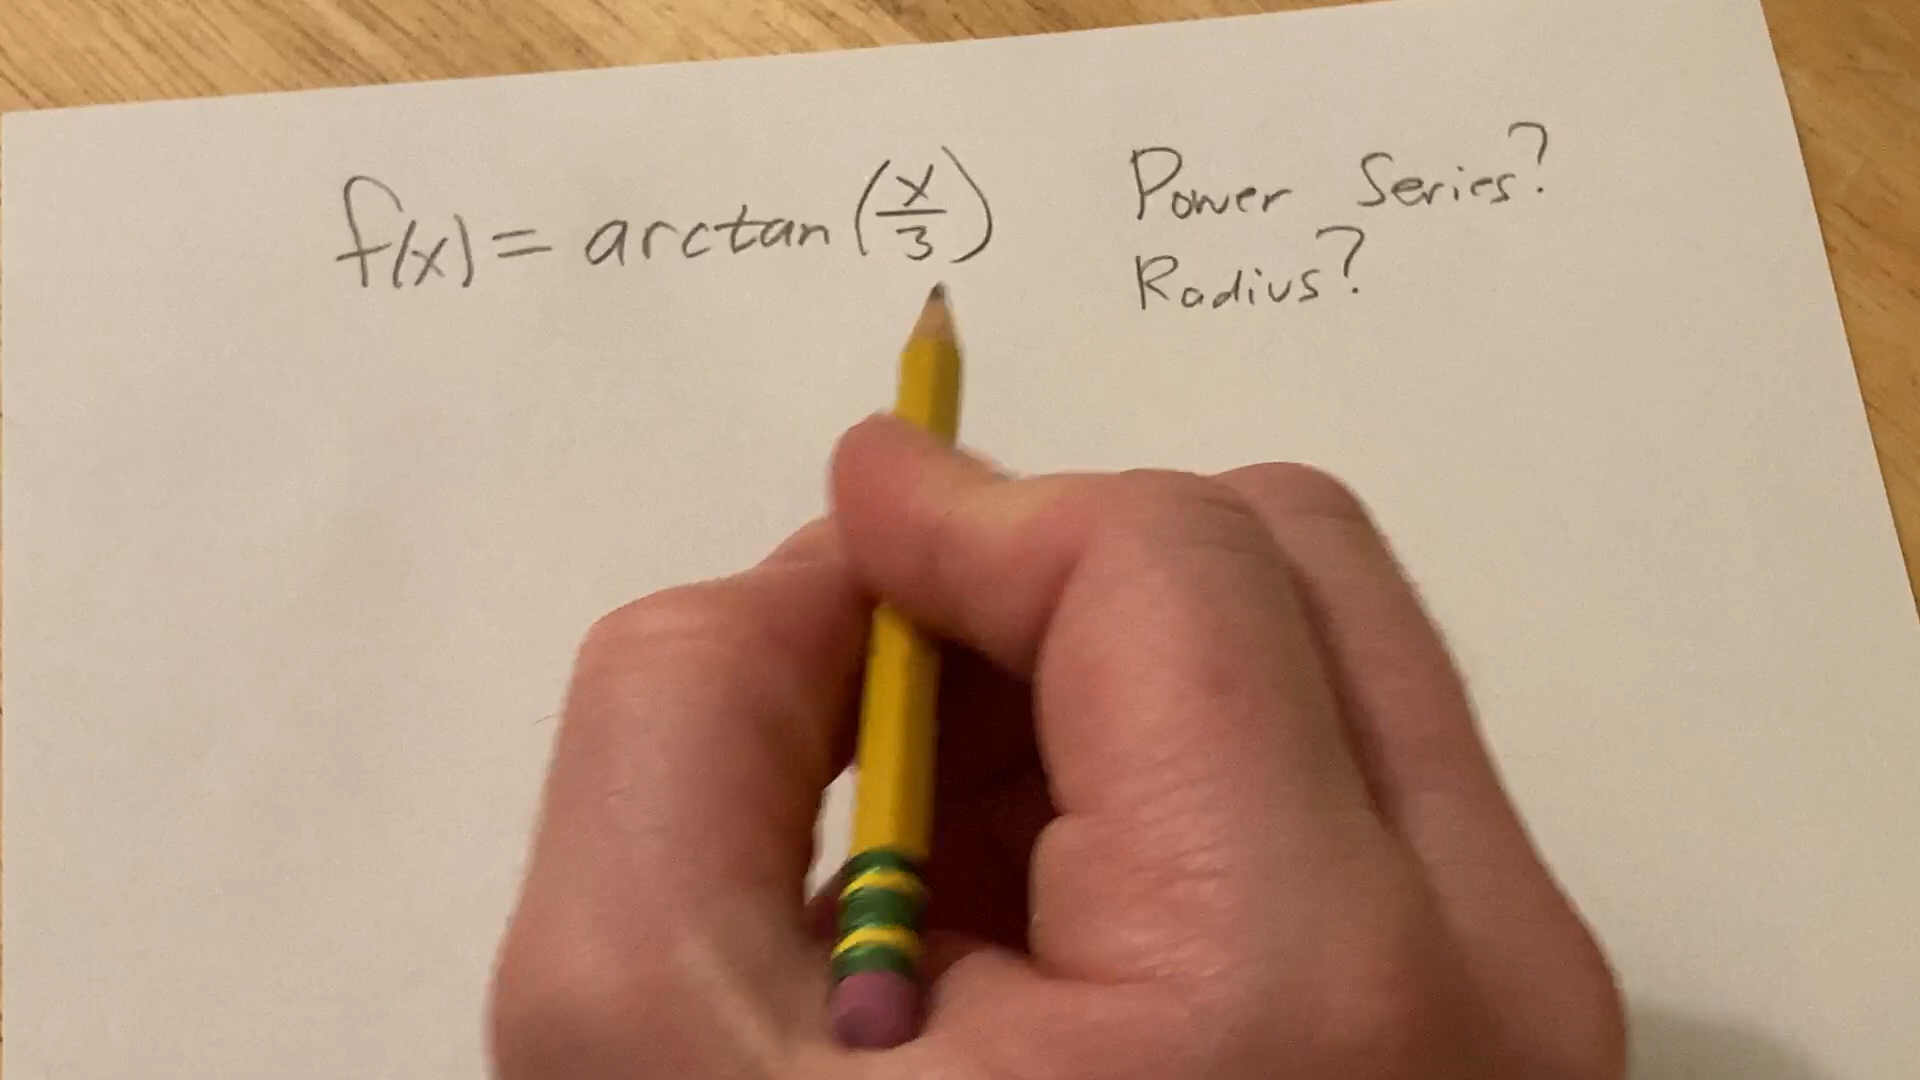 f(x) = arctan(x/3)
Power Series?
Radius?